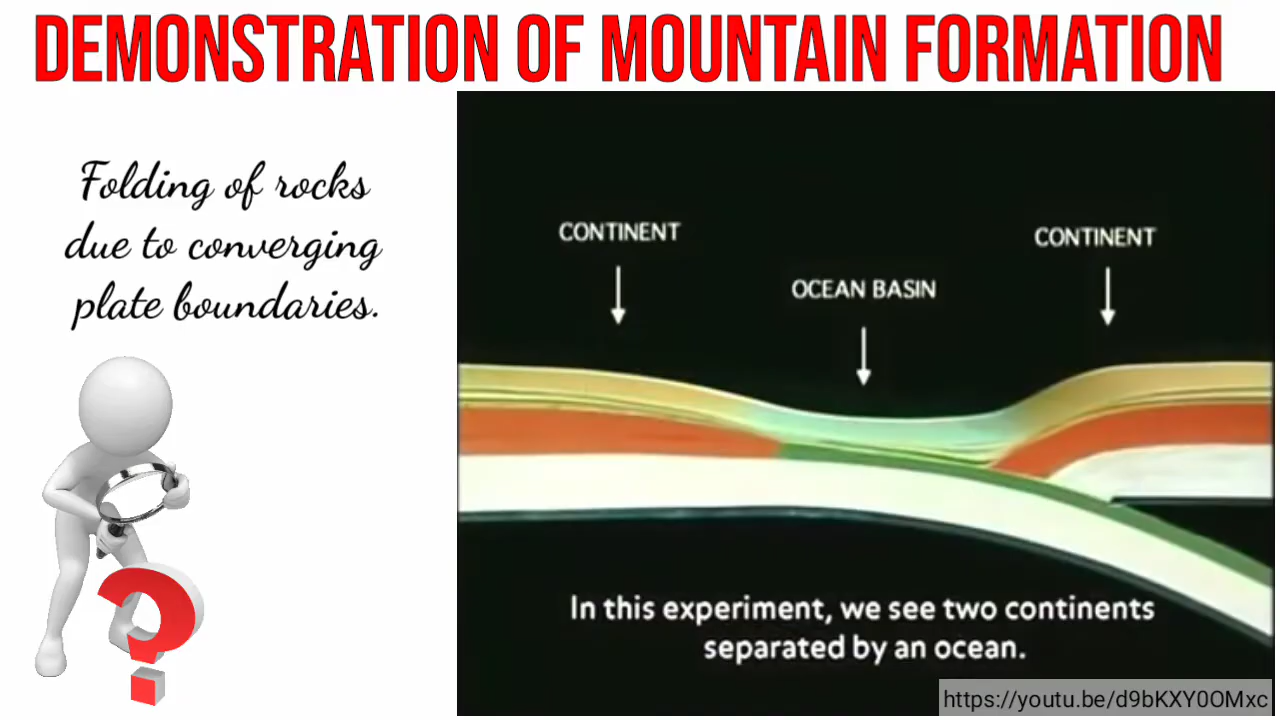 DEMONSTRATION OF MOUNTAIN FORMATION
Folding of rocks
due to converging
plate boundaries.
CONTINENT
CONTINENT
OCEAN BASIN
In this experiment, we see two continents
separated by an ocean.
https://youtu.be/d9bKXY0OMxc